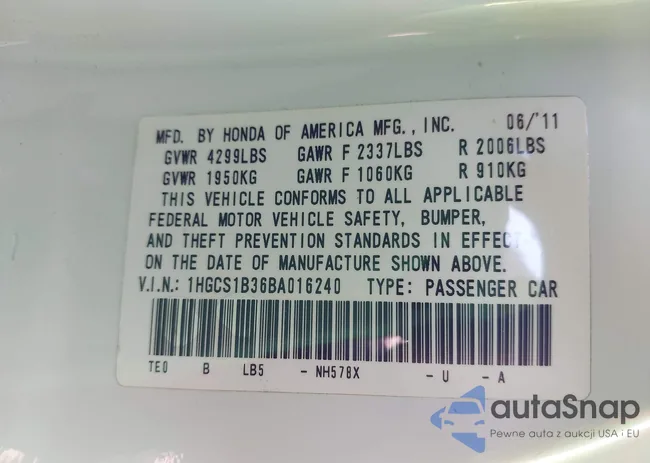 MFD. BY HONDA OF AMERICA MFG., INC. 06/'11
GVWR 4299LBS GAWR F 2337LBS R 2006LBS
GVWR 1950KG GAWR F 1060KG R 910KG
THIS VEHICLE CONFORMS TO ALL APPLICABLE
FEDERAL MOTOR VEHICLE SAFETY, BUMPER,
AND THEFT PREVENTION STANDARDS IN EFFECT
ON THE DATE OF MANUFACTURE SHOWN ABOVE.
V.I.N.: 1HGCS1B36BA016240 TYPE: PASSENGER CAR
TE0 B LB5 - NH578X - U - A
autaSnap
Pewne auta z aukcji USA i EU